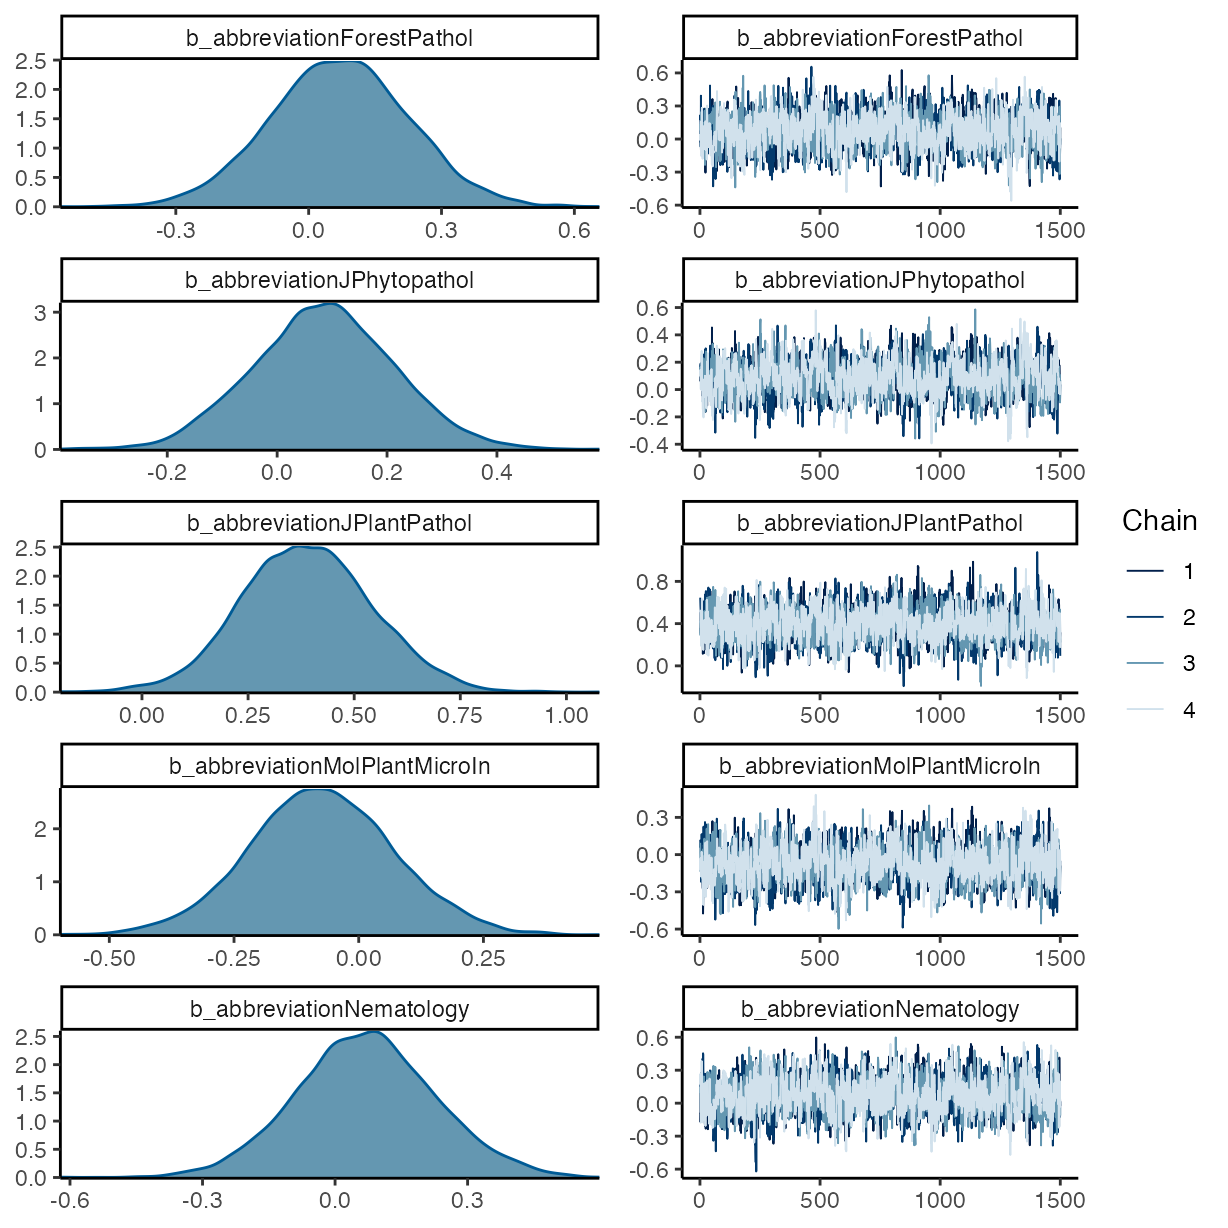 b_abbreviationForestPathol
2.5
2.0
1.5
1.0
0.5
0.0
-0.3 0.0 0.3 0.6
b_abbreviationForestPathol
0.6
0.3
0.0
-0.3
-0.6
0 500 1000 1500
b_abbreviationJPhytopathol
3
2
1
0
-0.2 0.0 0.2 0.4
b_abbreviationJPhytopathol
0.6
0.4
0.2
0.0
-0.2
-0.4
0 500 1000 1500
b_abbreviationJPlantPathol
2.5
2.0
1.5
1.0
0.5
0.0
0.00 0.25 0.50 0.75 1.00
b_abbreviationJPlantPathol
0.8
0.4
0.0
0 500 1000 1500
b_abbreviationMolPlantMicroIn
2
1
0
-0.50 -0.25 0.00 0.25
b_abbreviationMolPlantMicroIn
0.3
0.0
-0.3
-0.6
0 500 1000 1500
b_abbreviationNematology
2.5
2.0
1.5
1.0
0.5
0.0
-0.6 -0.3 0.0 0.3
b_abbreviationNematology
0.6
0.3
0.0
-0.3
-0.6
0 500 1000 1500
Chain
1
2
3
4